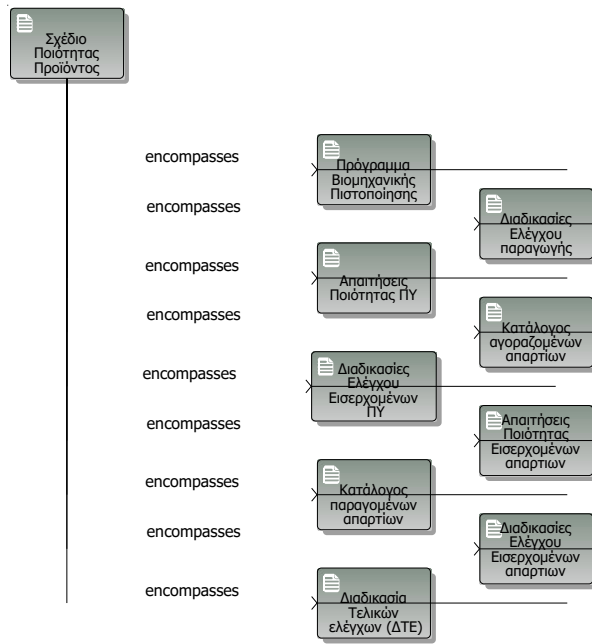 Σχέδιο
Ποιότητας
Προϊόντος
encompasses
Πρόγραμμα
Βιομηχανικής
Πιστοποίησης
encompasses
Διαδικασίες
Ελέγχου
παραγωγής
encompasses
Απαιτήσεις
Ποιότητας ΠΥ
encompasses
Κατάλογος
αγοραζομένων
απαρτίων
encompasses
Διαδικασίες
Ελέγχου
Εισερχομένων
ΠΥ
encompasses
Απαιτήσεις
Ποιότητας
Εισερχομένων
απαρτιων
encompasses
Κατάλογος
παραγομένων
απαρτίων
encompasses
Διαδικασίες
Ελέγχου
Εισερχομένων
απαρτιων
encompasses
Διαδικασία
Τελικών
ελέγχων (ΔΤΕ)